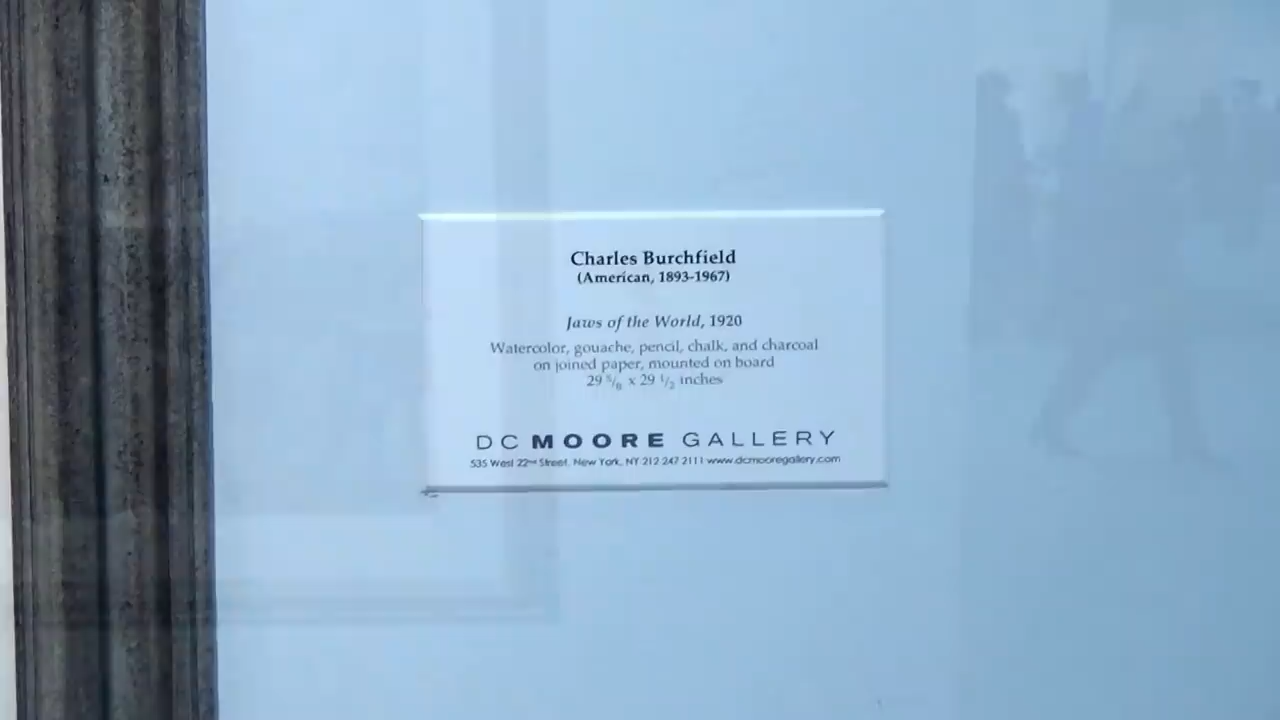 Charles Burchfield
(American, 1893-1967)
Jaws of the World, 1920
Watercolor, gouache, pencil, chalk, and charcoal
on joined paper, mounted on board
29 5/8 x 29 1/2 inches
DC MOORE GALLERY
535 West 22nd Street, New York, NY 212 247 2111 www.dcmooregallery.com